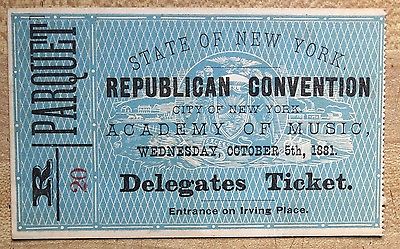 PARQUET
R 20
STATE OF NEW YORK.
REPUBLICAN CONVENTION
CITY OF NEW YORK.
ACADEMY OF MUSIC,
WEDNESDAY, OCTOBER 5th, 1881.
Delegates Ticket.
Entrance on Irving Place.